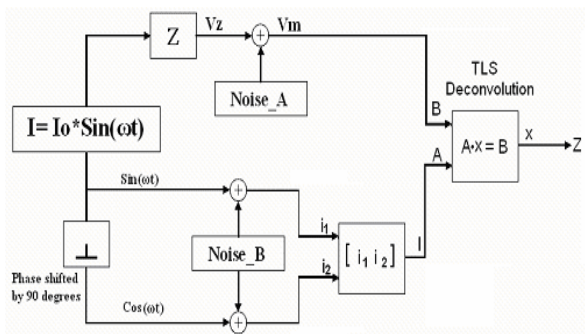 Z
Vz
Vm
Noise_A
TLS
Deconvolution
B
A·x = B
x
Z
A
I= Io*Sin(ωt)
Sin(ωt)
i1
Noise_B
[ i1 i2 ]
I
i2
Phase shifted
by 90 degrees
Cos(ωt)